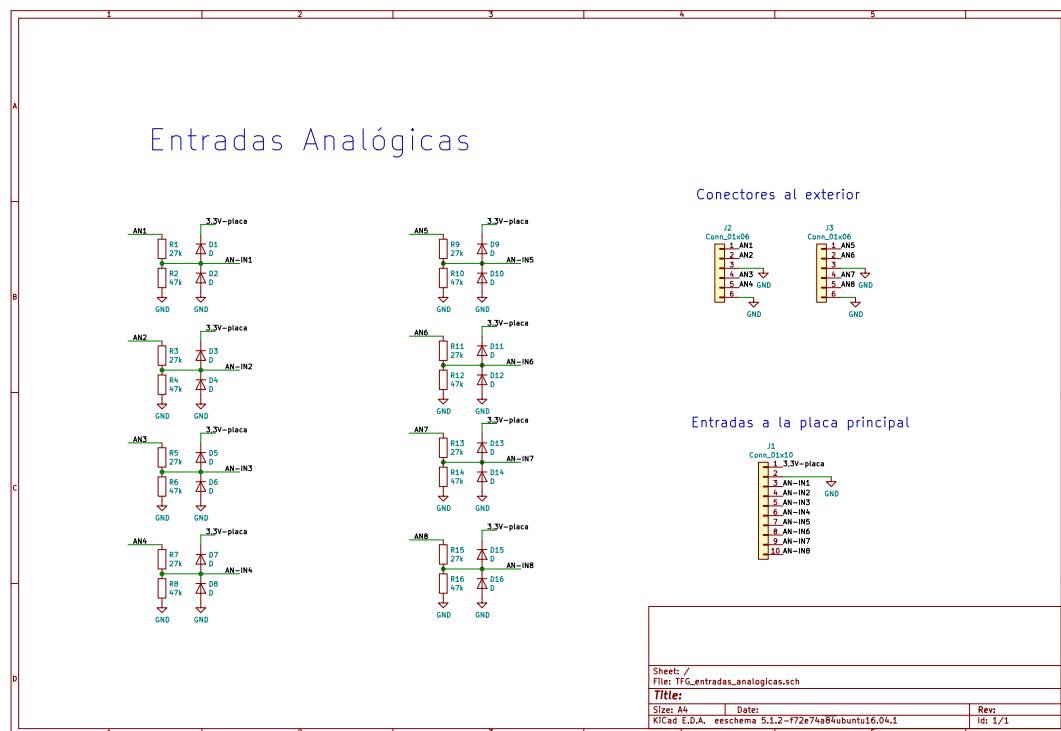 1 2 3 4 5
A
B
C
D
Entradas Analógicas
AN1
3,3V-placa
R1
27k
D1
D
AN-IN1
R2
47k
D2
D
GND
GND
AN2
3,3V-placa
R3
27k
D3
D
AN-IN2
R4
47k
D4
D
GND
GND
AN3
3,3V-placa
R5
27k
D5
D
AN-IN3
R6
47k
D6
D
GND
GND
AN4
3,3V-placa
R7
27k
D7
D
AN-IN4
R8
47k
D8
D
GND
GND
AN5
3,3V-placa
R9
27k
D9
D
AN-IN5
R10
47k
D10
D
GND
GND
AN6
3,3V-placa
R11
27k
D11
D
AN-IN6
R12
47k
D12
D
GND
GND
AN7
3,3V-placa
R13
27k
D13
D
AN-IN7
R14
47k
D14
D
GND
GND
AN8
3,3V-placa
R15
27k
D15
D
AN-IN8
R16
47k
D16
D
GND
GND
Conectores al exterior
J2
Conn_01x06
1 AN1
2 AN2
3
4 AN3
5 AN4
6
GND
GND
J3
Conn_01x06
1 AN5
2 AN6
3
4 AN7
5 AN8
6
GND
GND
Entradas a la placa principal
J1
Conn_01x10
1 3,3V-placa
2
3 AN-IN1
4 AN-IN2
5 AN-IN3
6 AN-IN4
7 AN-IN5
8 AN-IN6
9 AN-IN7
10 AN-IN8
GND
Sheet: /
File: TFG_entradas_analogicas.sch
Title:
Size: A4 Date: Rev:
KiCad E.D.A. eeschema 5.1.2-f72e74a84ubuntu16.04.1 Id: 1/1